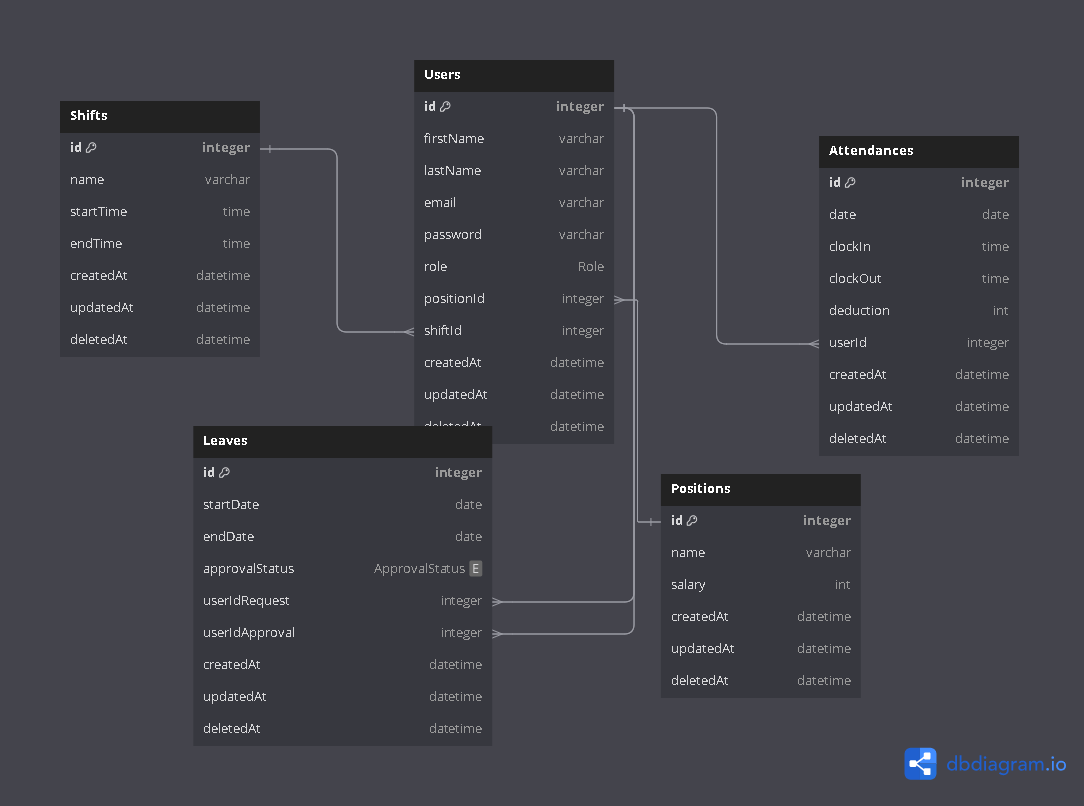 Users
id integer
firstName varchar
lastName varchar
email varchar
password varchar
role Role
positionId integer
shiftId integer
createdAt datetime
updatedAt datetime
deletedAt datetime
Shifts
id integer
name varchar
startTime time
endTime time
createdAt datetime
updatedAt datetime
deletedAt datetime
Attendances
id integer
date date
clockIn time
clockOut time
deduction int
userId integer
createdAt datetime
updatedAt datetime
deletedAt datetime
Leaves
id integer
startDate date
endDate date
approvalStatus ApprovalStatus E
userIdRequest integer
userIdApproval integer
createdAt datetime
updatedAt datetime
deletedAt datetime
Positions
id integer
name varchar
salary int
createdAt datetime
updatedAt datetime
deletedAt datetime
dbdiagram.io